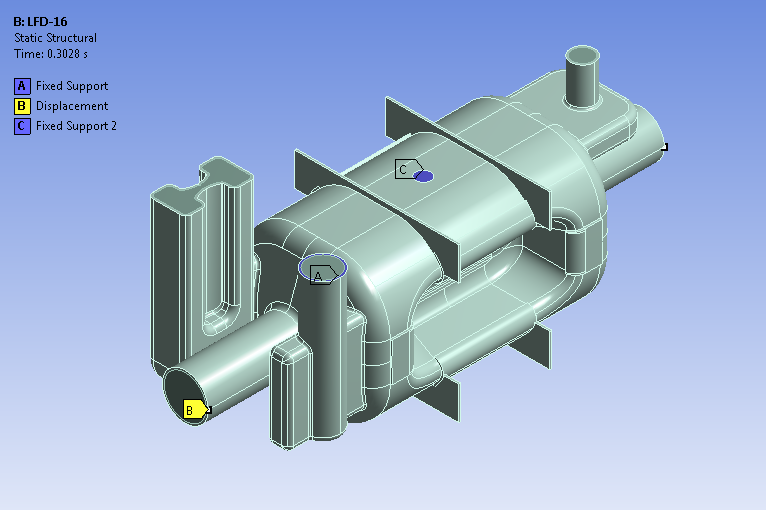 B: LFD-16
Static Structural
Time: 0.3028 s
A Fixed Support
B Displacement
C Fixed Support 2
C
A
B